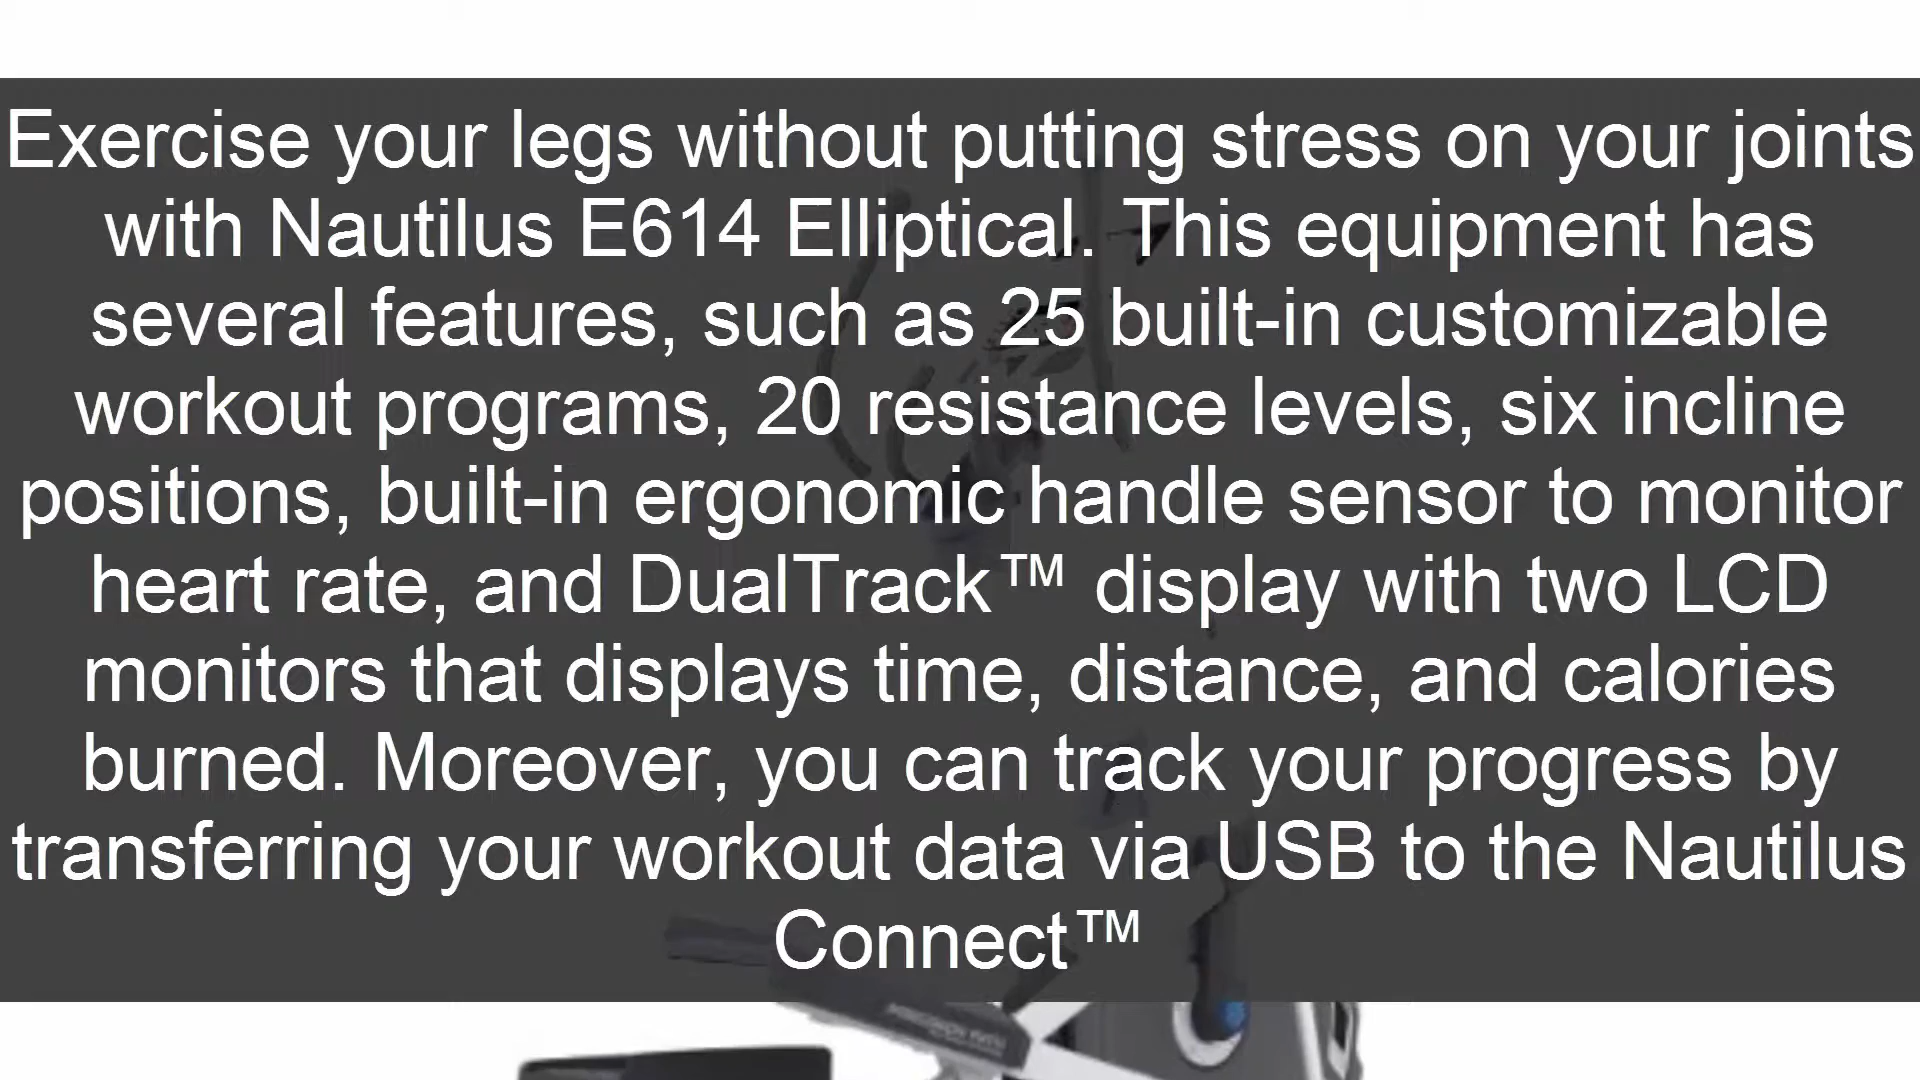 Exercise your legs without putting stress on your joints
with Nautilus E614 Elliptical. This equipment has
several features, such as 25 built-in customizable
workout programs, 20 resistance levels, six incline
positions, built-in ergonomic handle sensor to monitor
heart rate, and DualTrack™ display with two LCD
monitors that displays time, distance, and calories
burned. Moreover, you can track your progress by
transferring your workout data via USB to the Nautilus
Connect™